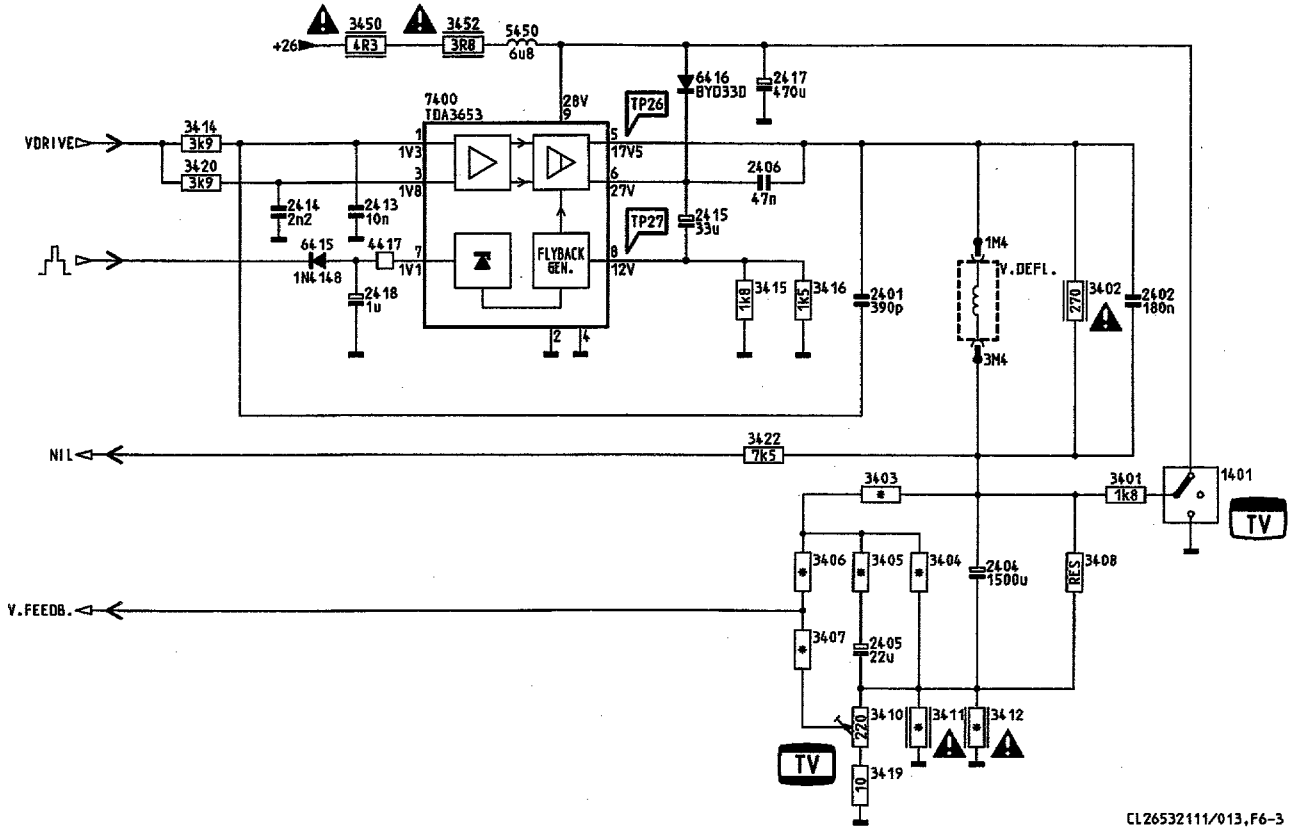 3450
4R3
3452
3R8
5450
6u8
+26
6416
BYD33D
2417
470u
7400
TDA3653
28V
9
TP26
VDRIVE
3414
3k9
1
1V3
5
17V5
3420
3k9
3
1V8
6
27V
2406
47n
2414
2n2
2413
10n
2415
33u
TP27
6415
1N4148
4417
7
1V1
FLYBACK
GEN.
8
12V
2418
1u
2
4
3415
1k8
3416
1k5
2401
390p
1M4
V.DEFL.
3M4
3402
270
2402
180n
NIL
3422
7k5
3403
*
3401
1k8
1401
TV
3406
*
3405
*
3404
*
2404
1500u
3408
RES
V.FEEDB.
3407
*
2405
22u
3410
220
3411
*
3412
*
TV
3419
10
CL26532111/013,F6-3